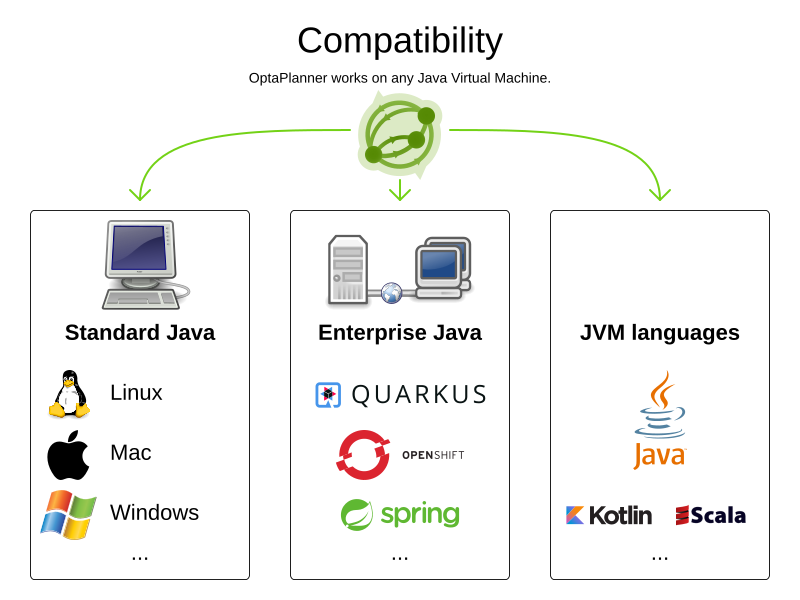 Compatibility
OptaPlanner works on any Java Virtual Machine.
Standard Java
Linux
Mac
Windows
...
Enterprise Java
QUARKUS
OPENSHIFT
spring
...
JVM languages
Java
Kotlin
Scala
...